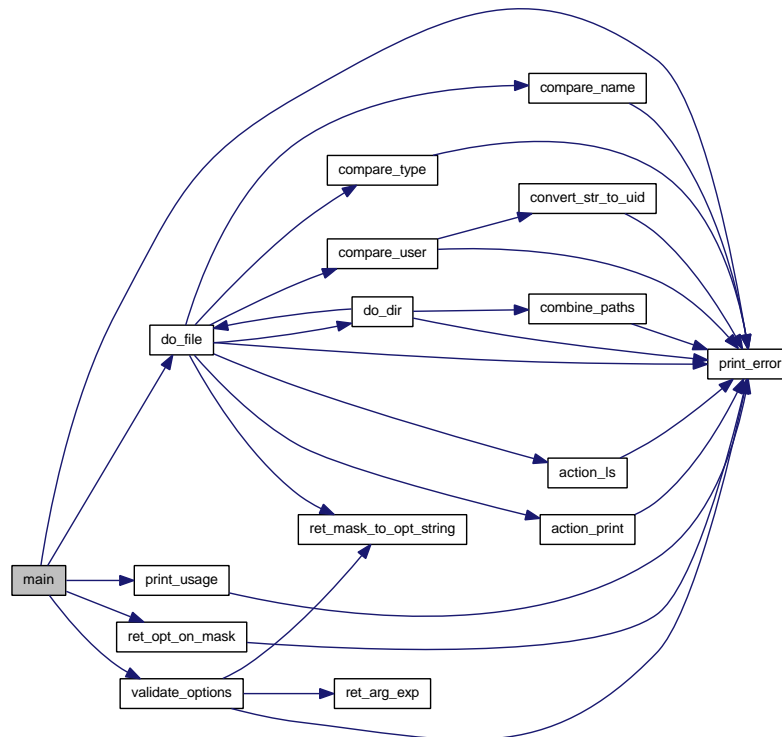 compare_name
compare_type
convert_str_to_uid
compare_user
do_dir
combine_paths
do_file
print_error
action_ls
ret_mask_to_opt_string
action_print
main
print_usage
ret_opt_on_mask
validate_options
ret_arg_exp